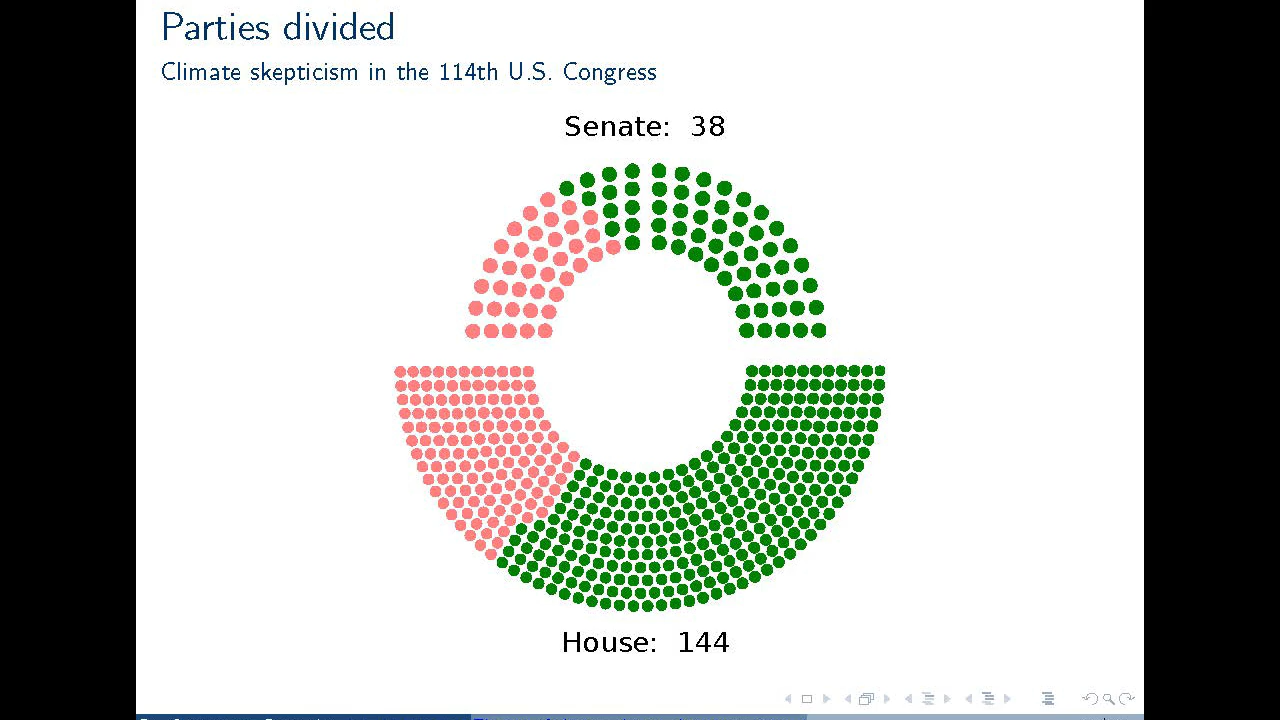 Parties divided
Climate skepticism in the 114th U.S. Congress
Senate: 38
House: 144